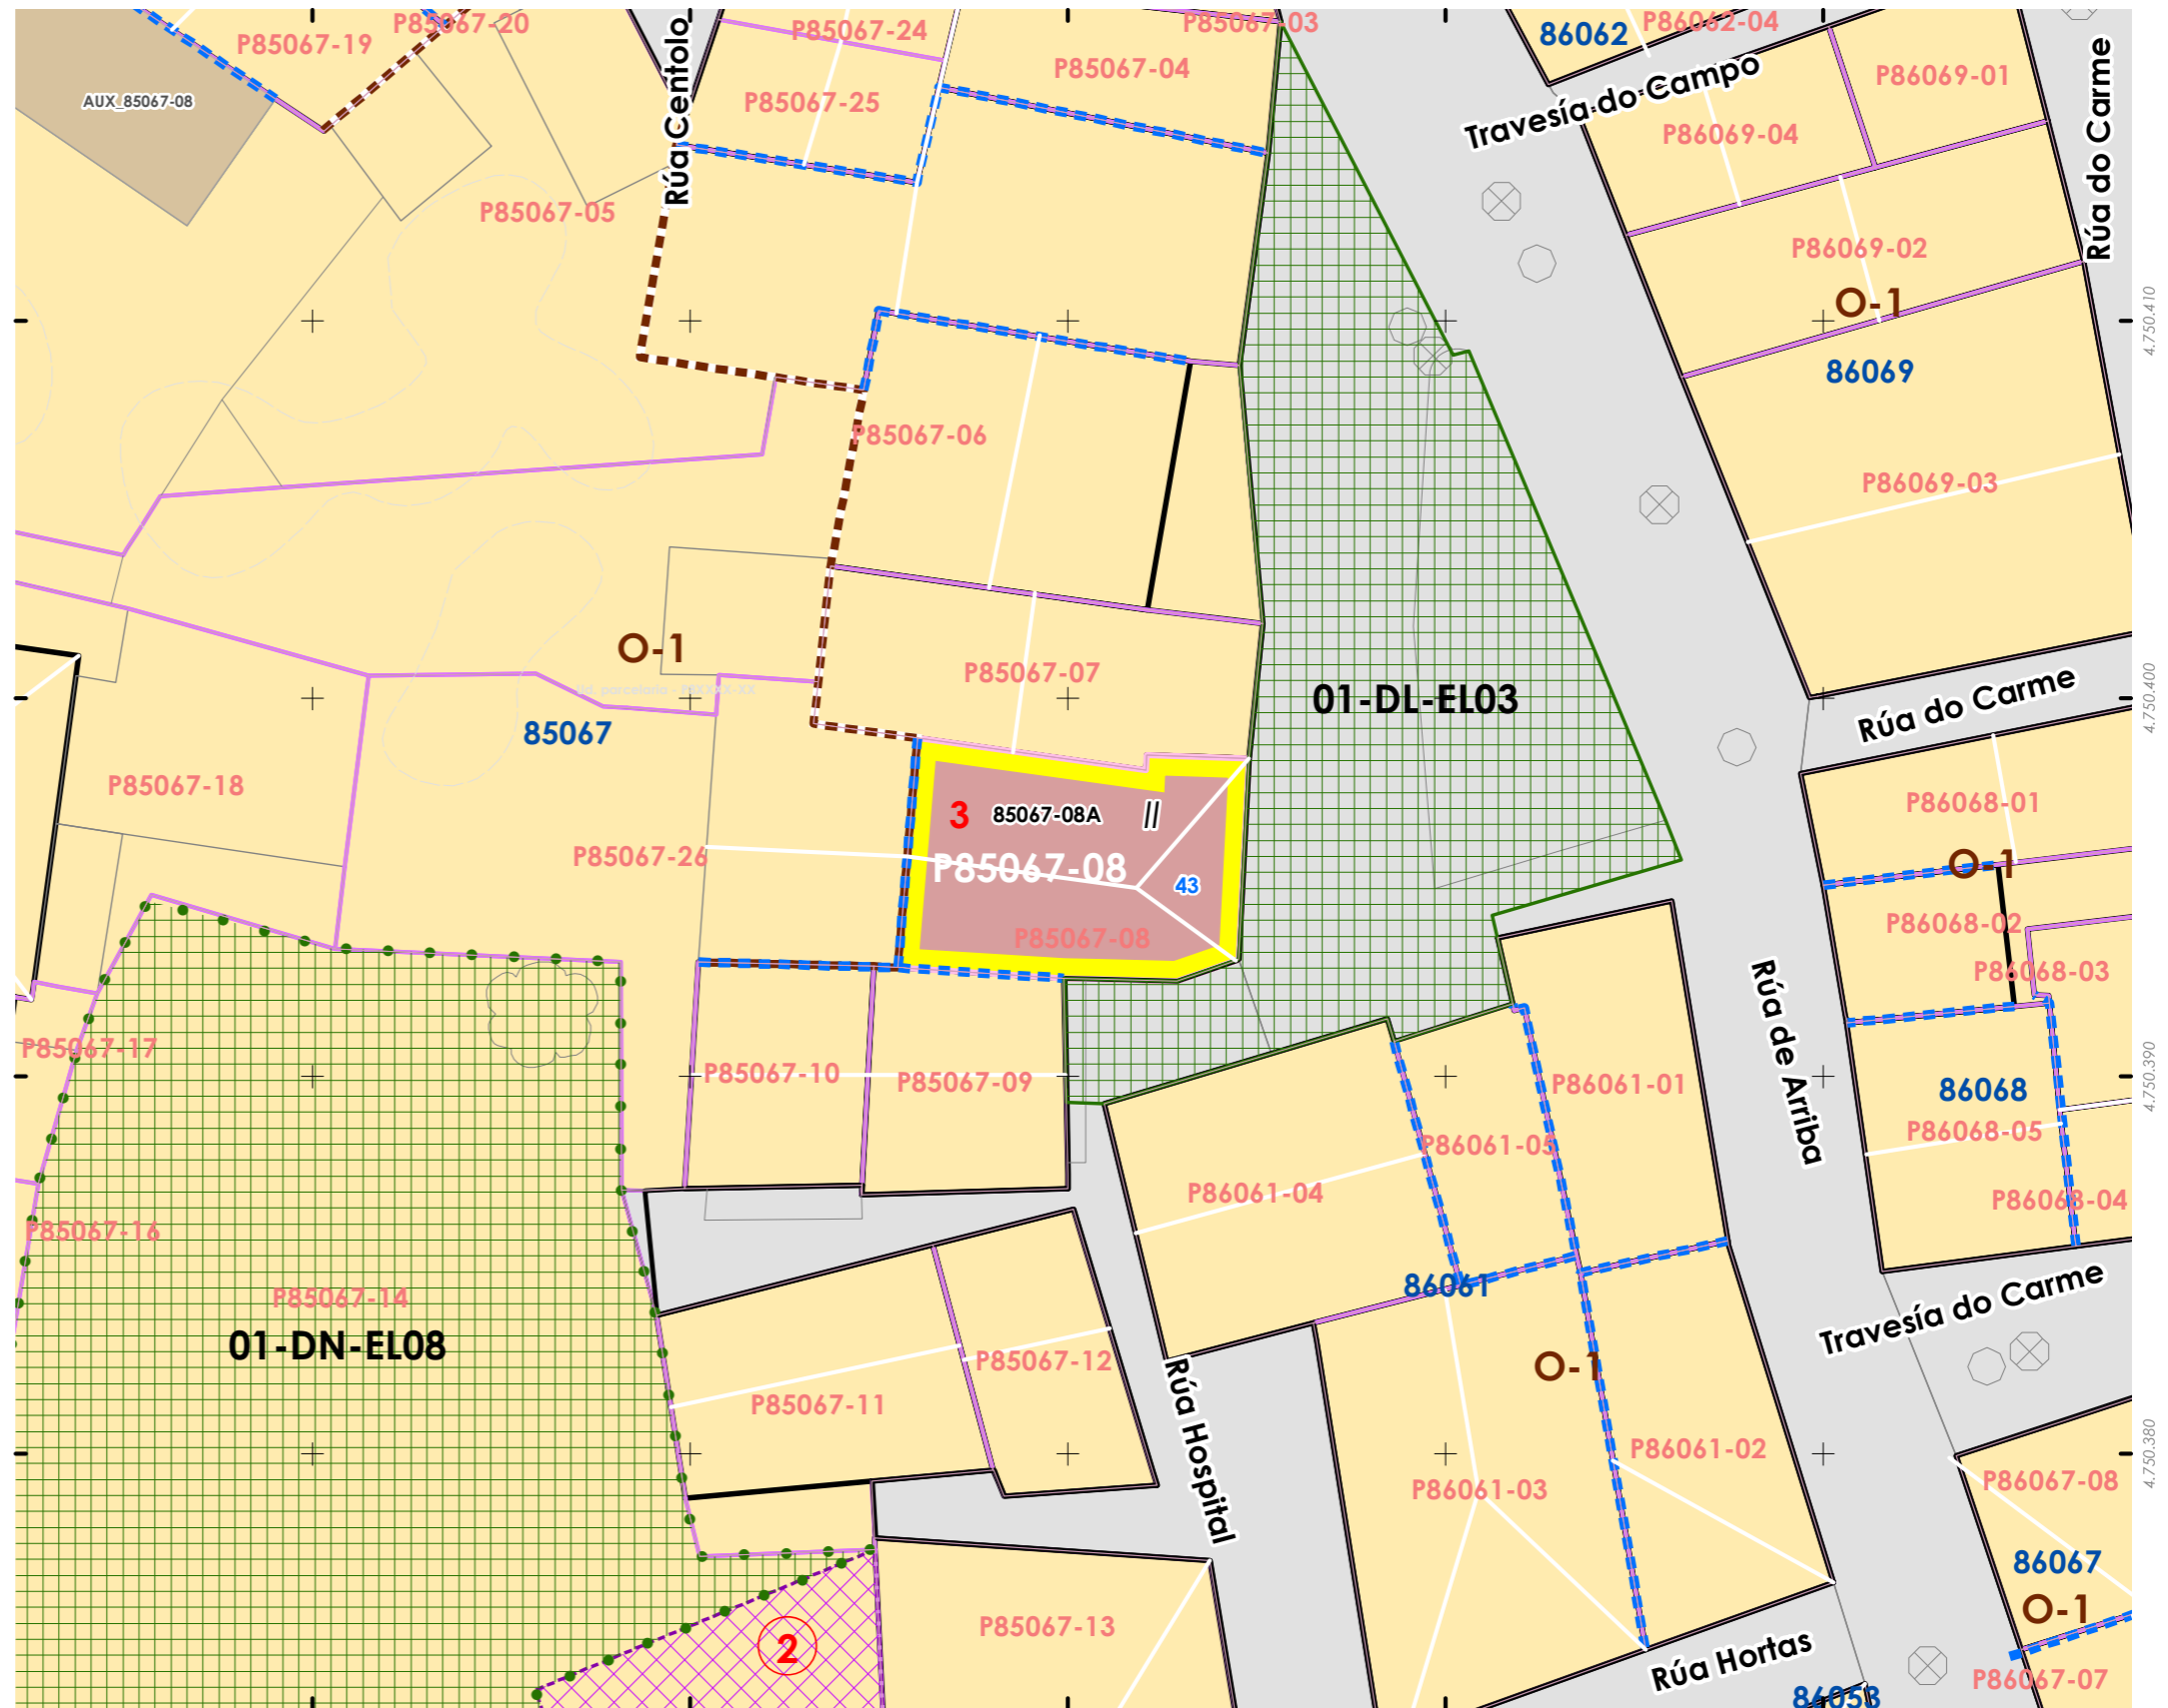 P85067-19
P85067-20
P85067-24
P85067-03
86062
P86062-04
P85067-04
P85067-25
P86069-01
AUX_85067-08
Rúa Centolo
Travesía do Campo
P86069-04
Rúa do Carme
P85067-05
P86069-02
O-1
4.750.410
86069
P85067-06
P86069-03
O-1
P85067-07
01-DL-EL03
4.750.400
Rúa do Carme
85067
P85067-18
P85067-26
3
85067-08A
II
P85067-08
43
P85067-08
P86068-01
O-1
P86068-02
P86068-03
Rúa de Arriba
P85067-17
P85067-10
P85067-09
P86061-01
86068
4.750.390
P86061-05
P86068-05
P86061-04
P86068-04
P85067-16
P85067-14
01-DN-EL08
86061
Travesía do Carme
O-1
P85067-12
P85067-11
Rúa Hospital
P86061-02
P86061-03
4.750.380
P86067-08
86067
O-1
P85067-13
2
Rúa Hortas
P86067-07
86053